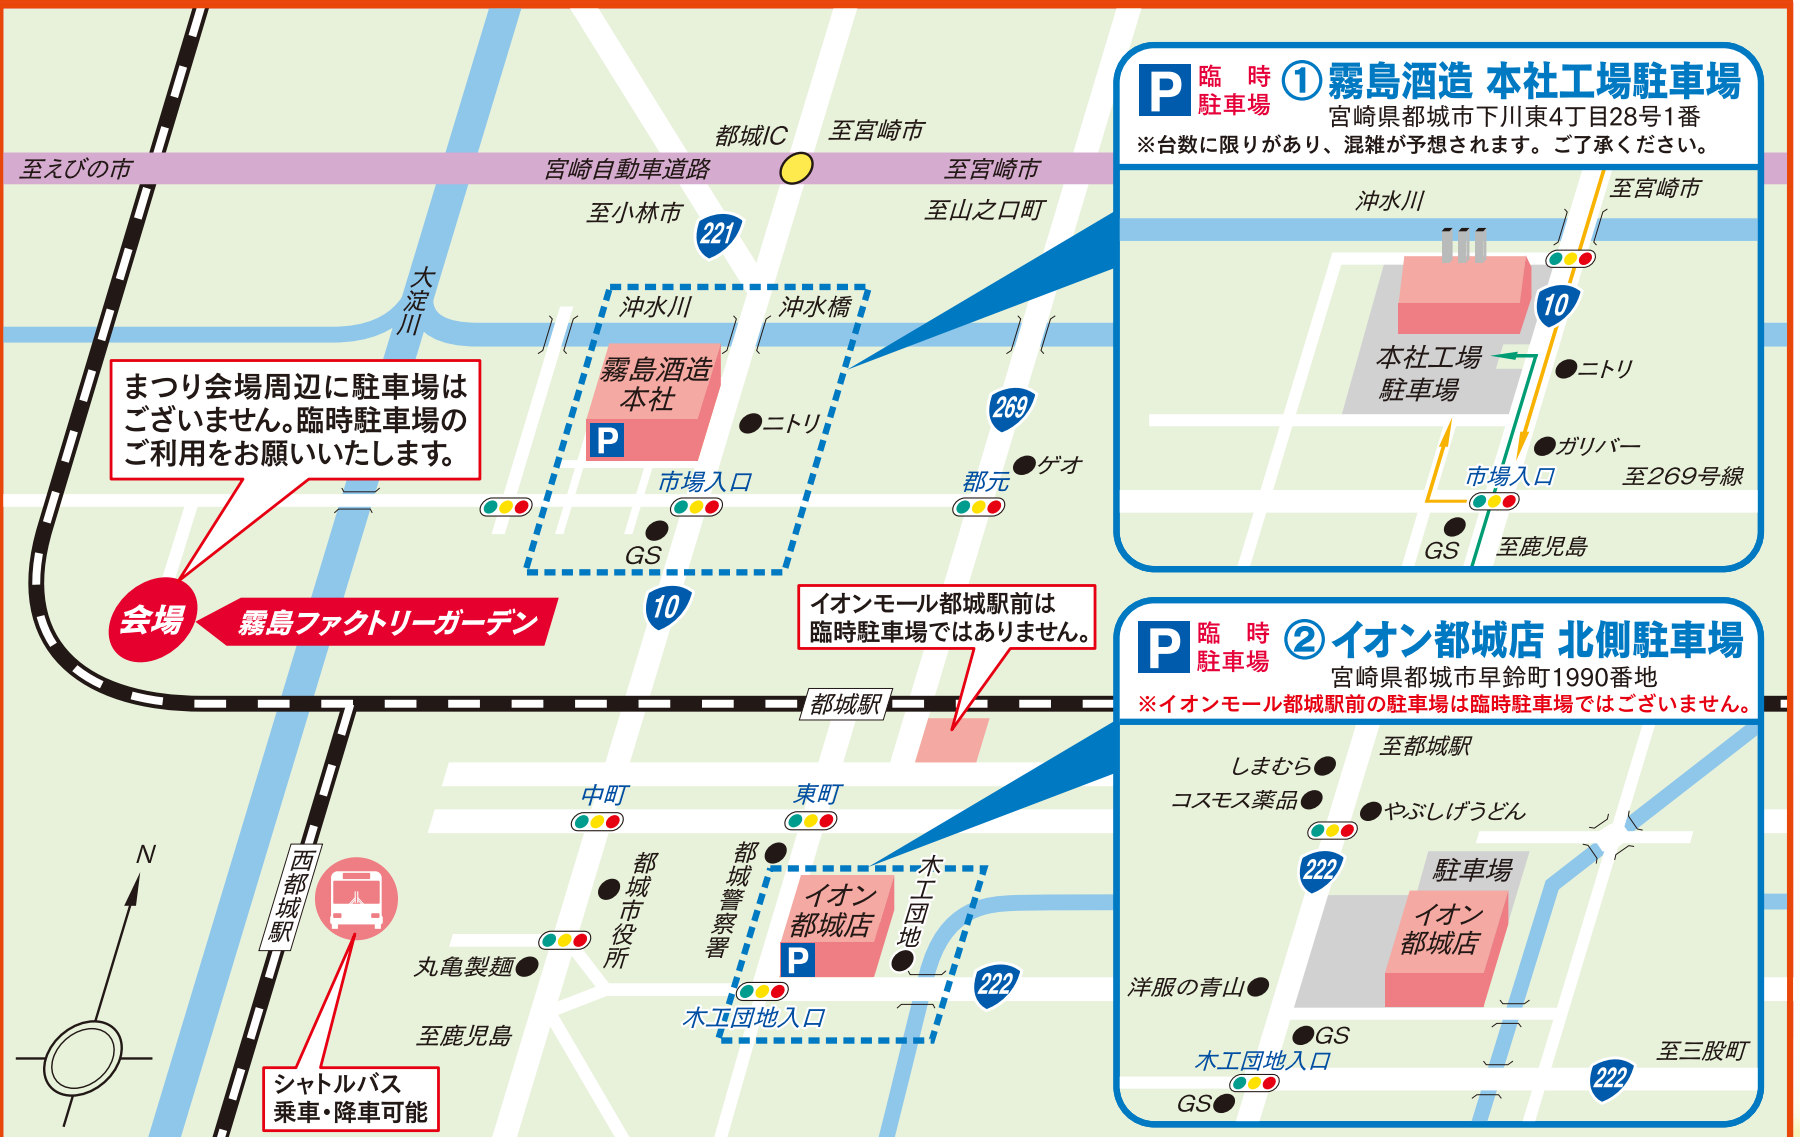 至えびの市
宮崎自動車道路
都城IC
至宮崎市
至宮崎市
至小林市
221
至山之口町
大淀川
沖水川
沖水橋
霧島酒造
本社
P
ニトリ
269
ゲオ
市場入口
郡元
GS
10
まつり会場周辺に駐車場は
ございません。臨時駐車場の
ご利用をお願いいたします。
会場
霧島ファクトリーガーデン
イオンモール都城駅前は
臨時駐車場ではありません。
都城駅
中町
東町
西都城駅
都城市役所
都城警察署
イオン
都城店
P
木工団地
222
丸亀製麺
木工団地入口
至鹿児島
シャトルバス
乗車・降車可能
N
P
臨時
駐車場
①霧島酒造 本社工場駐車場
宮崎県都城市下川東4丁目28号1番
※台数に限りがあり、混雑が予想されます。ご了承ください。
沖水川
至宮崎市
10
本社工場
駐車場
ニトリ
ガリバー
市場入口
至269号線
GS
至鹿児島
P
臨時
駐車場
②イオン都城店 北側駐車場
宮崎県都城市早鈴町1990番地
※イオンモール都城駅前の駐車場は臨時駐車場ではございません。
至都城駅
しまむら
コスモス薬品
やぶしげうどん
222
駐車場
イオン
都城店
洋服の青山
GS
木工団地入口
至三股町
222
GS